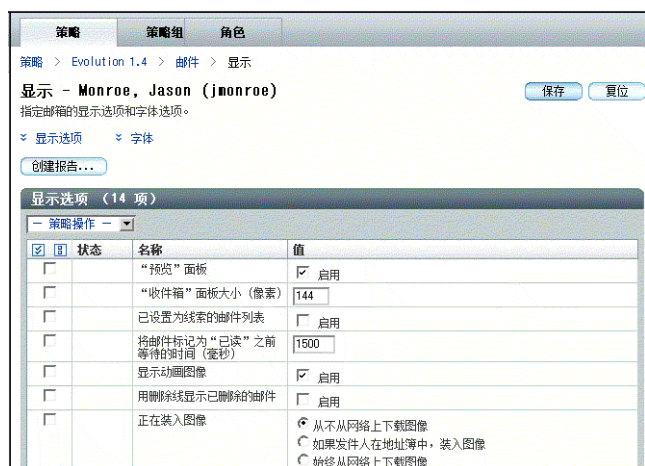 策略 策略组 角色
策略 > Evolution 1.4 > 邮件 > 显示
显示 - Monroe, Jason (jmonroe)
保存 复位
指定邮箱的显示选项和字体选项。
显示选项 字体
创建报告...
显示选项 (14 项)
— 策略操作 —
状态 名称 值
“预览”面板 启用
“收件箱”面板大小 (像素) 144
已设置为线索的邮件列表 启用
将邮件标记为“已读”之前
等待的时间 (毫秒) 1500
显示动画图像 启用
用删除线显示已删除的邮件 启用
正在装入图像 从不从网络上下载图像
如果发件人在地址簿中, 装入图像
始终从网络上下载图像